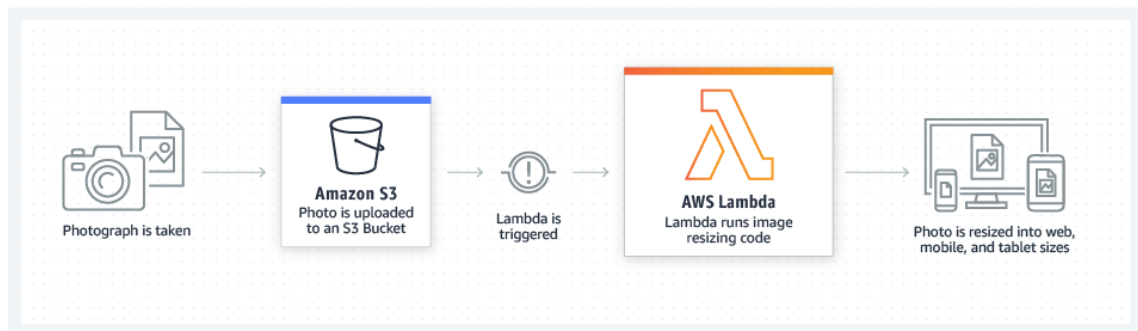 Photograph is taken
Amazon S3
Photo is uploaded
to an S3 Bucket
Lambda is
triggered
AWS Lambda
Lambda runs image
resizing code
Photo is resized into web,
mobile, and tablet sizes